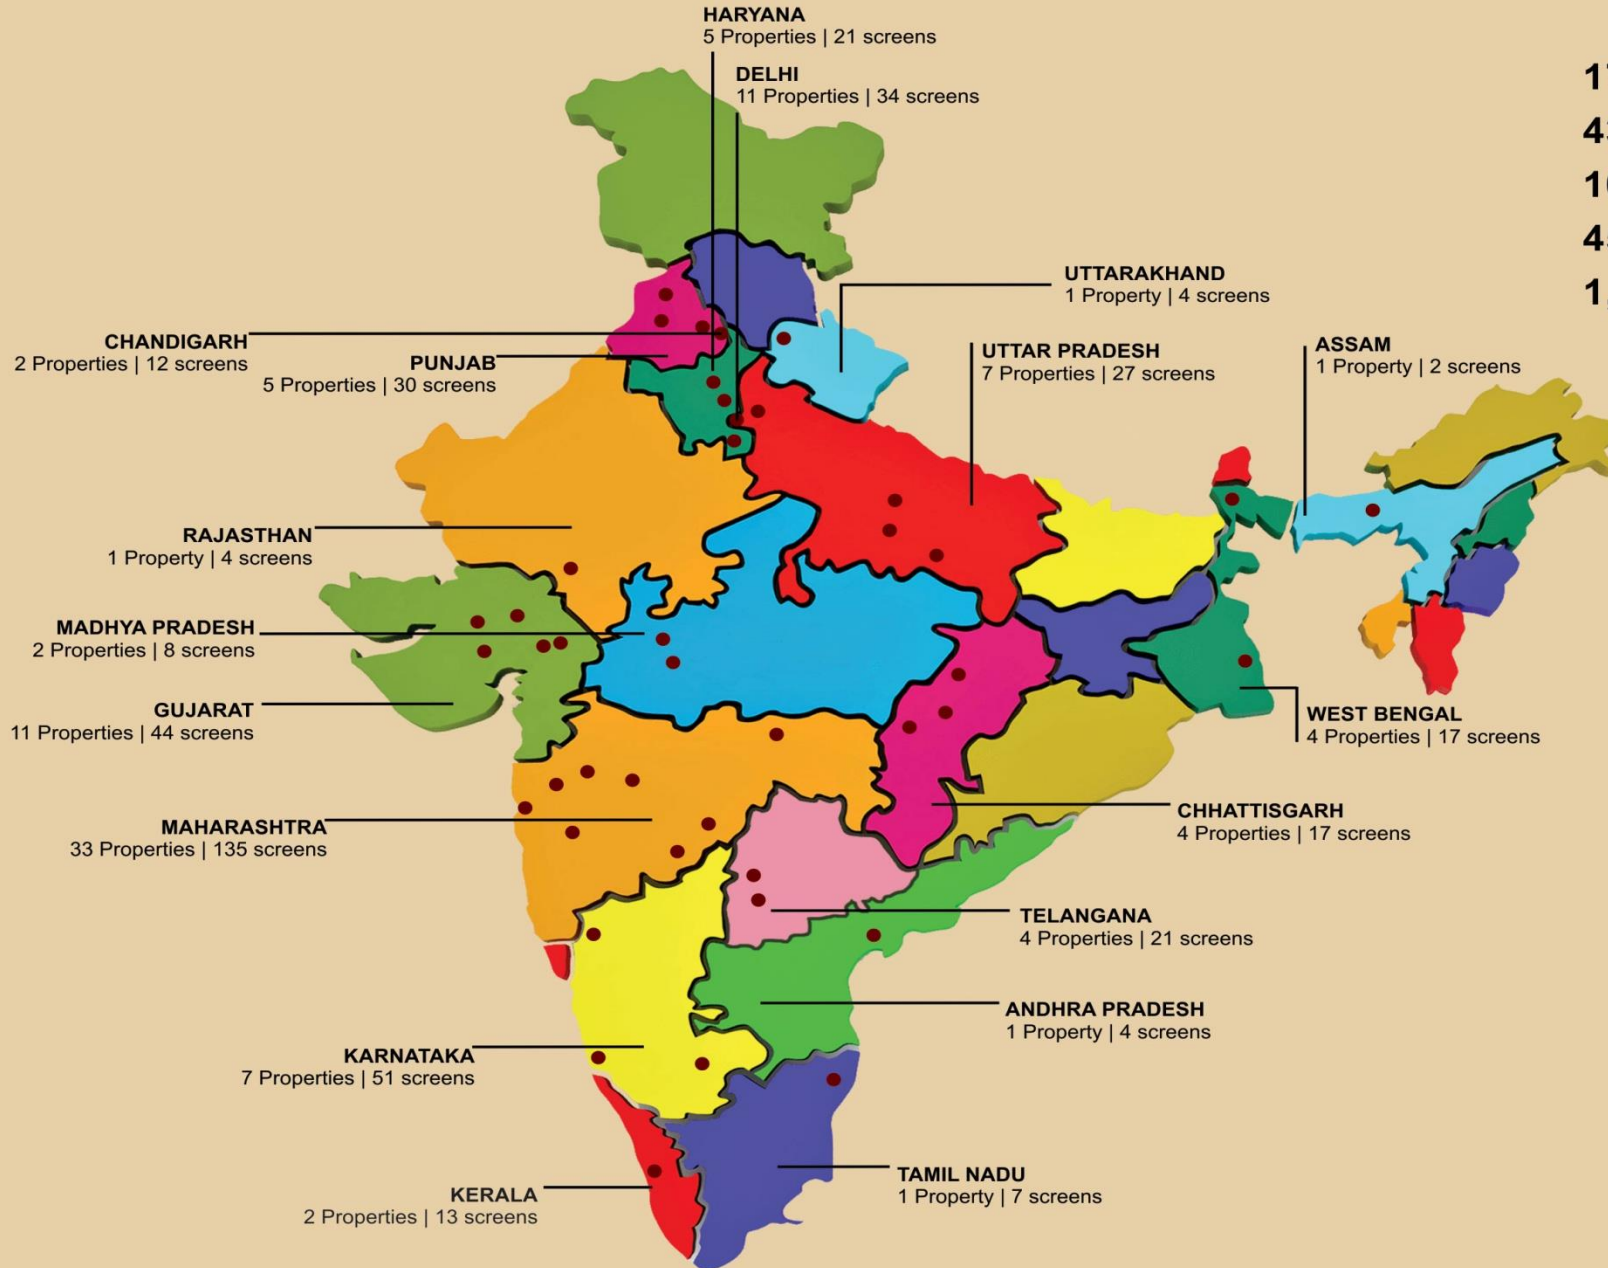 HARYANA
5 Properties | 21 screens
DELHI
11 Properties | 34 screens
UTTARAKHAND
1 Property | 4 screens
CHANDIGARH
2 Properties | 12 screens
PUNJAB
5 Properties | 30 screens
UTTAR PRADESH
7 Properties | 27 screens
ASSAM
1 Property | 2 screens
RAJASTHAN
1 Property | 4 screens
MADHYA PRADESH
2 Properties | 8 screens
GUJARAT
11 Properties | 44 screens
WEST BENGAL
4 Properties | 17 screens
MAHARASHTRA
33 Properties | 135 screens
CHHATTISGARH
4 Properties | 17 screens
TELANGANA
4 Properties | 21 screens
ANDHRA PRADESH
1 Property | 4 screens
KARNATAKA
7 Properties | 51 screens
TAMIL NADU
1 Property | 7 screens
KERALA
2 Properties | 13 screens